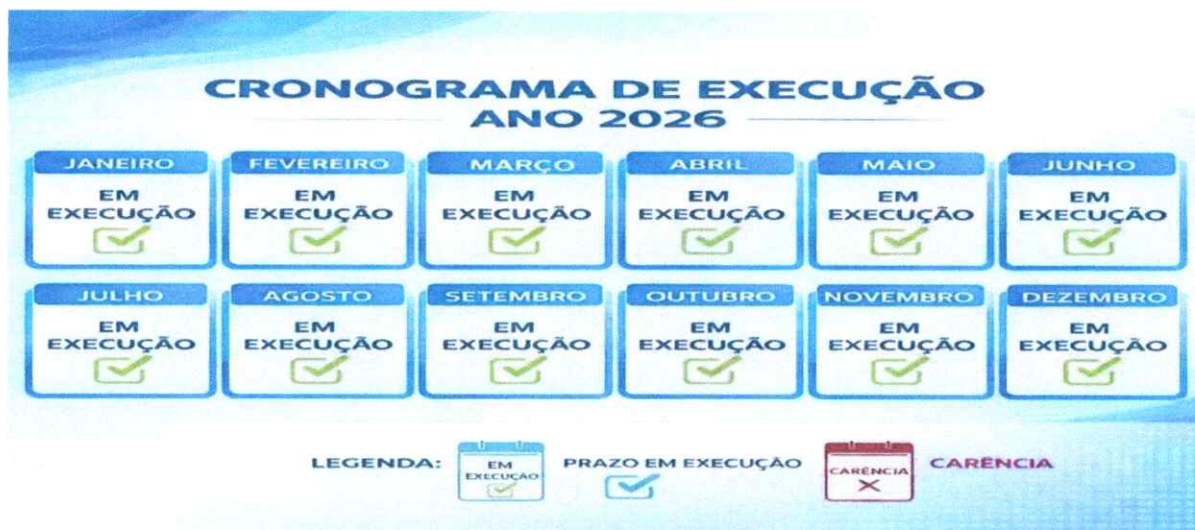 CRONOGRAMA DE EXECUÇÃO
ANO 2026
JANEIRO FEVEREIRO MARÇO ABRIL MAIO JUNHO
EM EM EM EM EM EM
EXECUÇÃO EXECUÇÃO EXECUÇÃO EXECUÇÃO EXECUÇÃO EXECUÇÃO
JULHO AGOSTO SETEMBRO OUTUBRO NOVEMBRO DEZEMBRO
EM EM EM EM EM EM
EXECUÇÃO EXECUÇÃO EXECUÇÃO EXECUÇÃO EXECUÇÃO EXECUÇÃO
LEGENDA: EM EXECUÇÃO PRAZO EM EXECUÇÃO CARÊNCIA CARÊNCIA